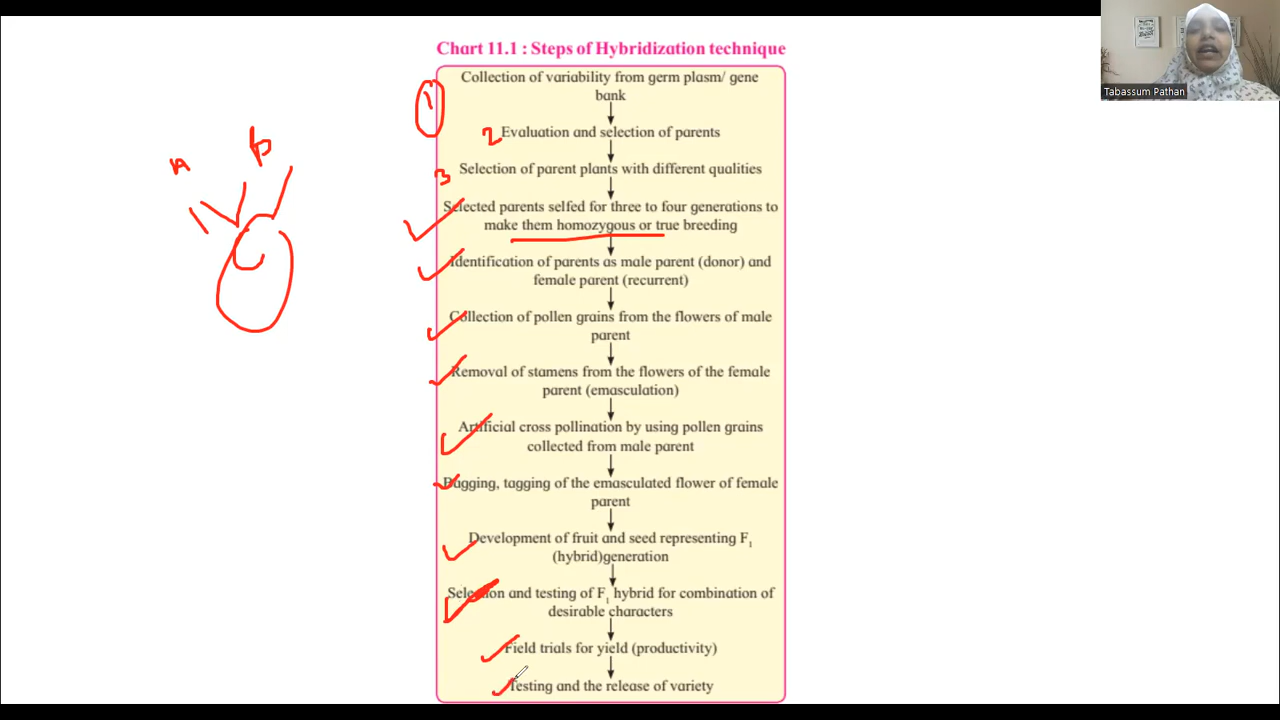 Tabassum Pathan
Chart 11.1 : Steps of Hybridization technique
1
Collection of variability from germ plasm/ gene
bank
2 Evaluation and selection of parents
3 Selection of parent plants with different qualities
Selected parents selfed for three to four generations to
make them homozygous or true breeding
Identification of parents as male parent (donor) and
female parent (recurrent)
Collection of pollen grains from the flowers of male
parent
Removal of stamens from the flowers of the female
parent (emasculation)
Artificial cross pollination by using pollen grains
collected from male parent
Bagging, tagging of the emasculated flower of female
parent
Development of fruit and seed representing F₁
(hybrid)generation
Selection and testing of F₁ hybrid for combination of
desirable characters
Field trials for yield (productivity)
Testing and the release of variety
A